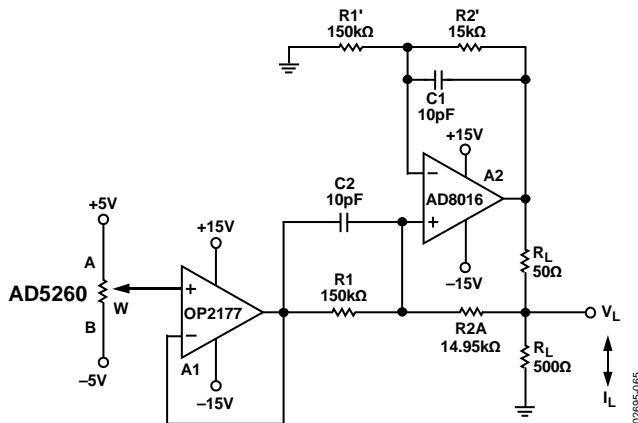 R1'
150kΩ
R2'
15kΩ
C1
10pF
+15V
A2
–
AD8016
+
–15V
C2
10pF
+5V
+15V
A
AD5260
W
B
+
OP2177
–
A1
–5V
–15V
R1
150kΩ
R2A
14.95kΩ
RL
50Ω
VL
RL
500Ω
IL
02695-065